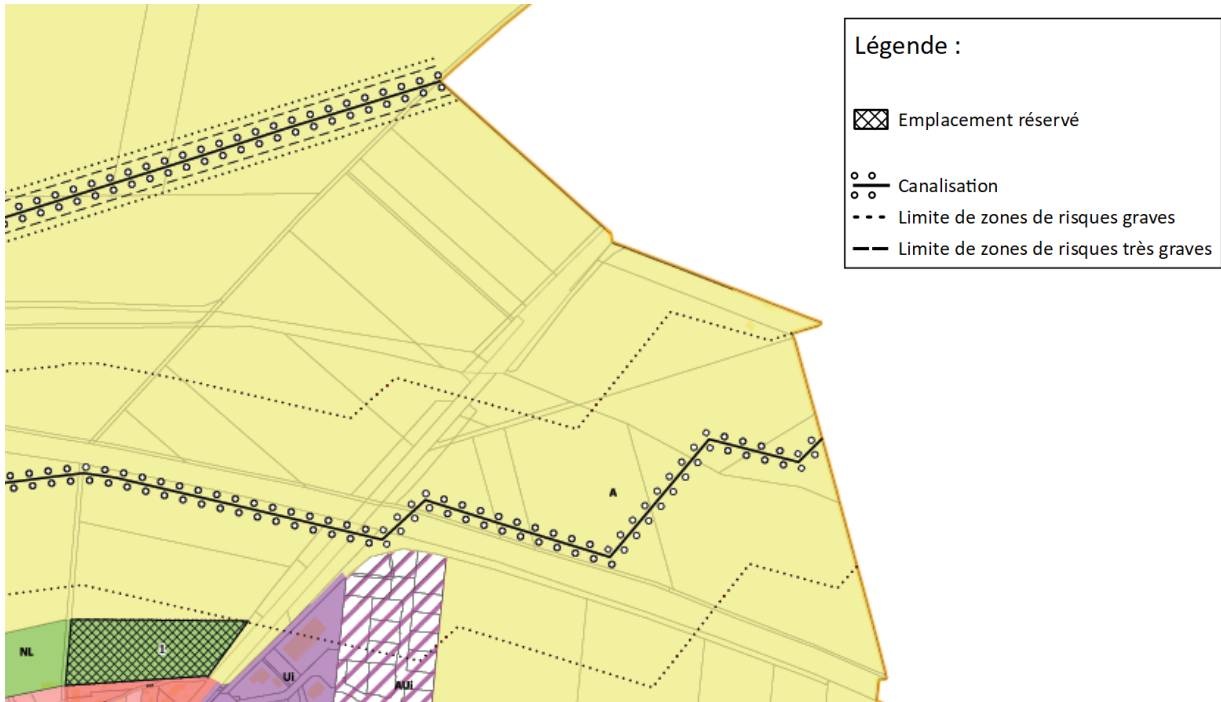 Légende :
Emplacement réservé
Canalisation
Limite de zones de risques graves
Limite de zones de risques très graves
A
NL
1
Ui
AUi